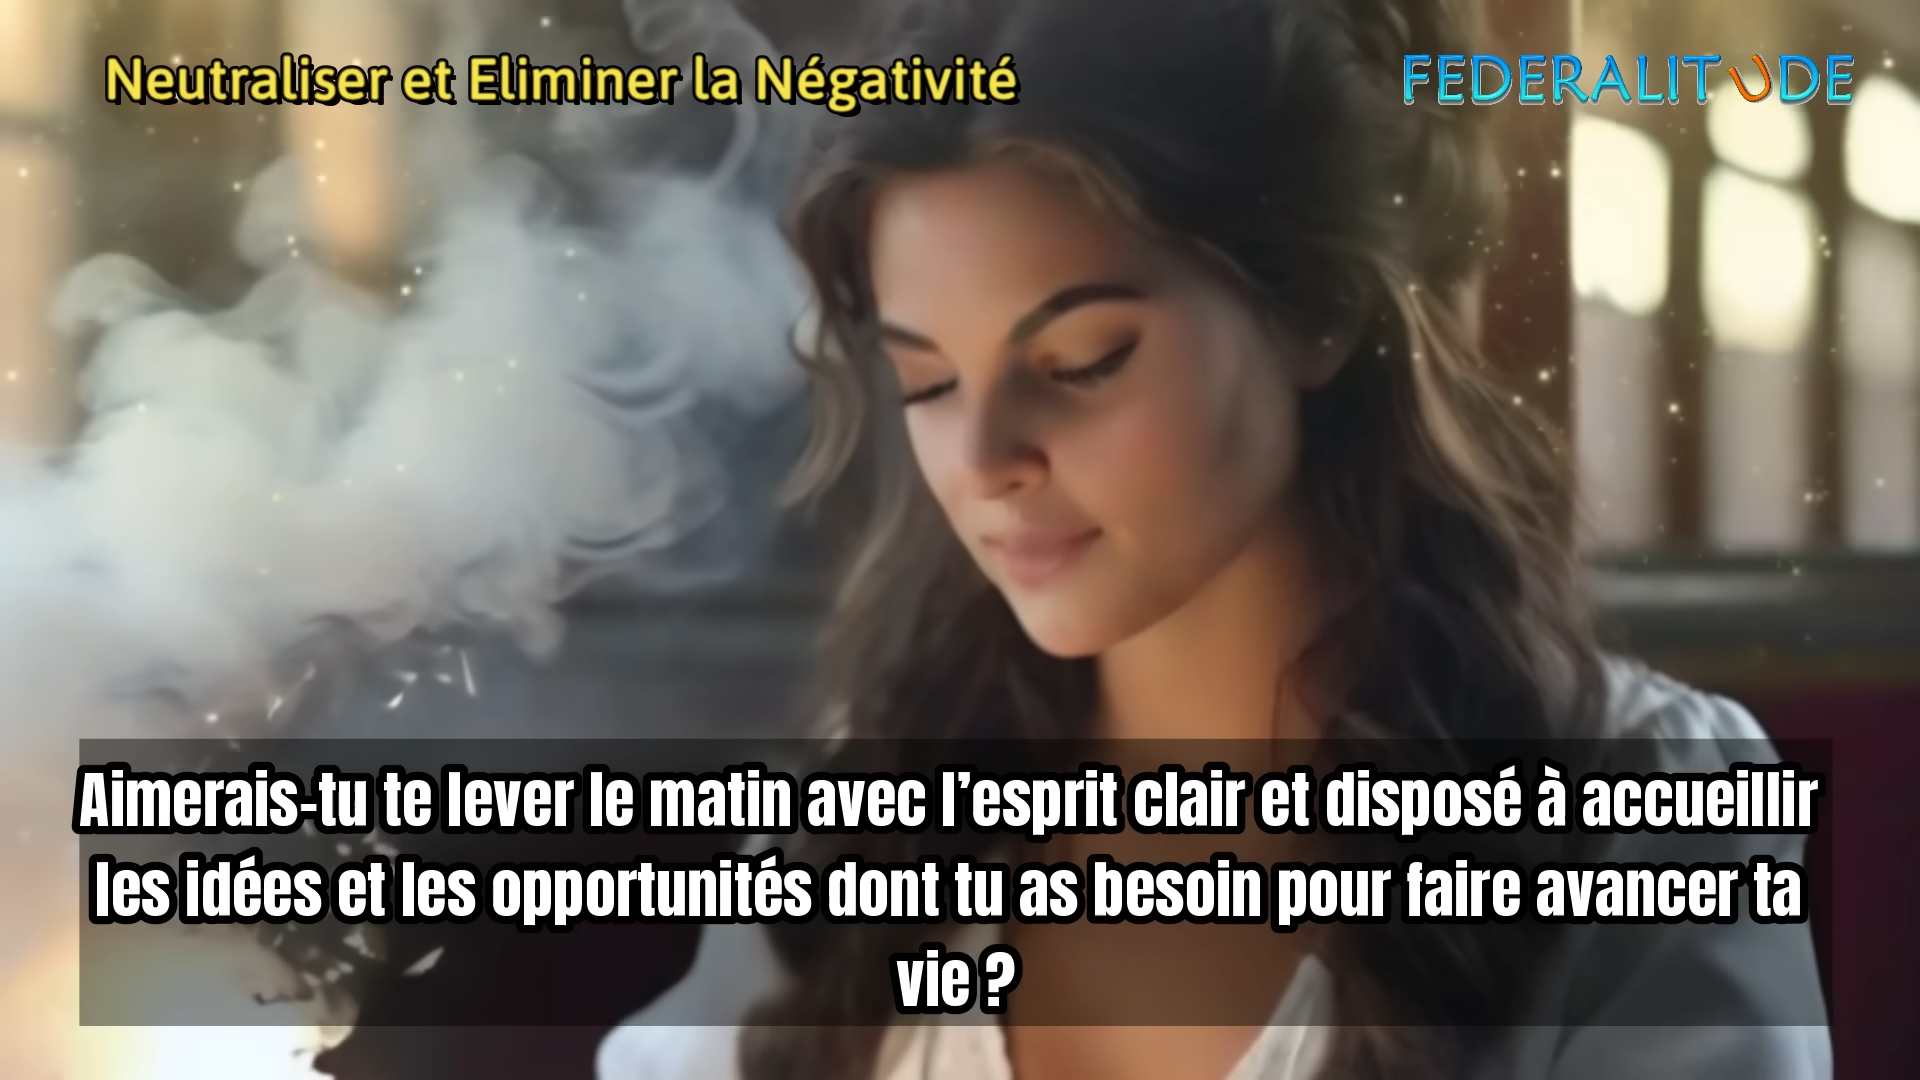 Neutraliser et Eliminer la Négativité
FEDERALITUDE
Aimerais-tu te lever le matin avec l’esprit clair et disposé à accueillir
les idées et les opportunités dont tu as besoin pour faire avancer ta
vie ?